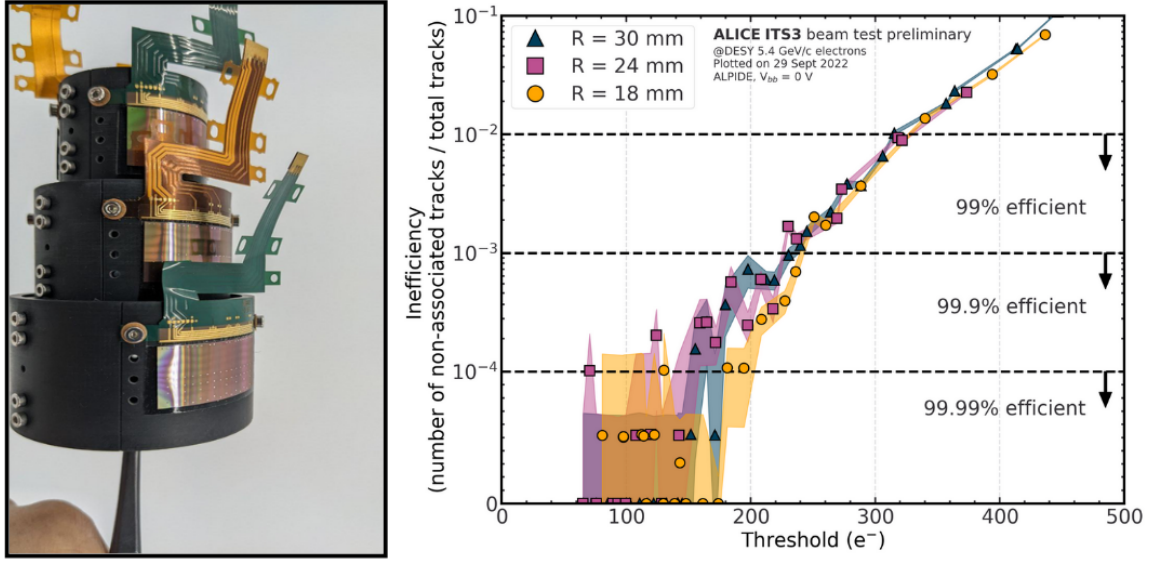 ALICE ITS3 beam test preliminary
@DESY 5.4 GeV/c electrons
Plotted on 29 Sept 2022
ALPIDE, V_bb = 0 V
R = 30 mm
R = 24 mm
R = 18 mm
Inefficiency
(number of non-associated tracks / total tracks)
10⁻¹
10⁻²
10⁻³
10⁻⁴
0
99% efficient
99.9% efficient
99.99% efficient
0 100 200 300 400 500
Threshold (e⁻)